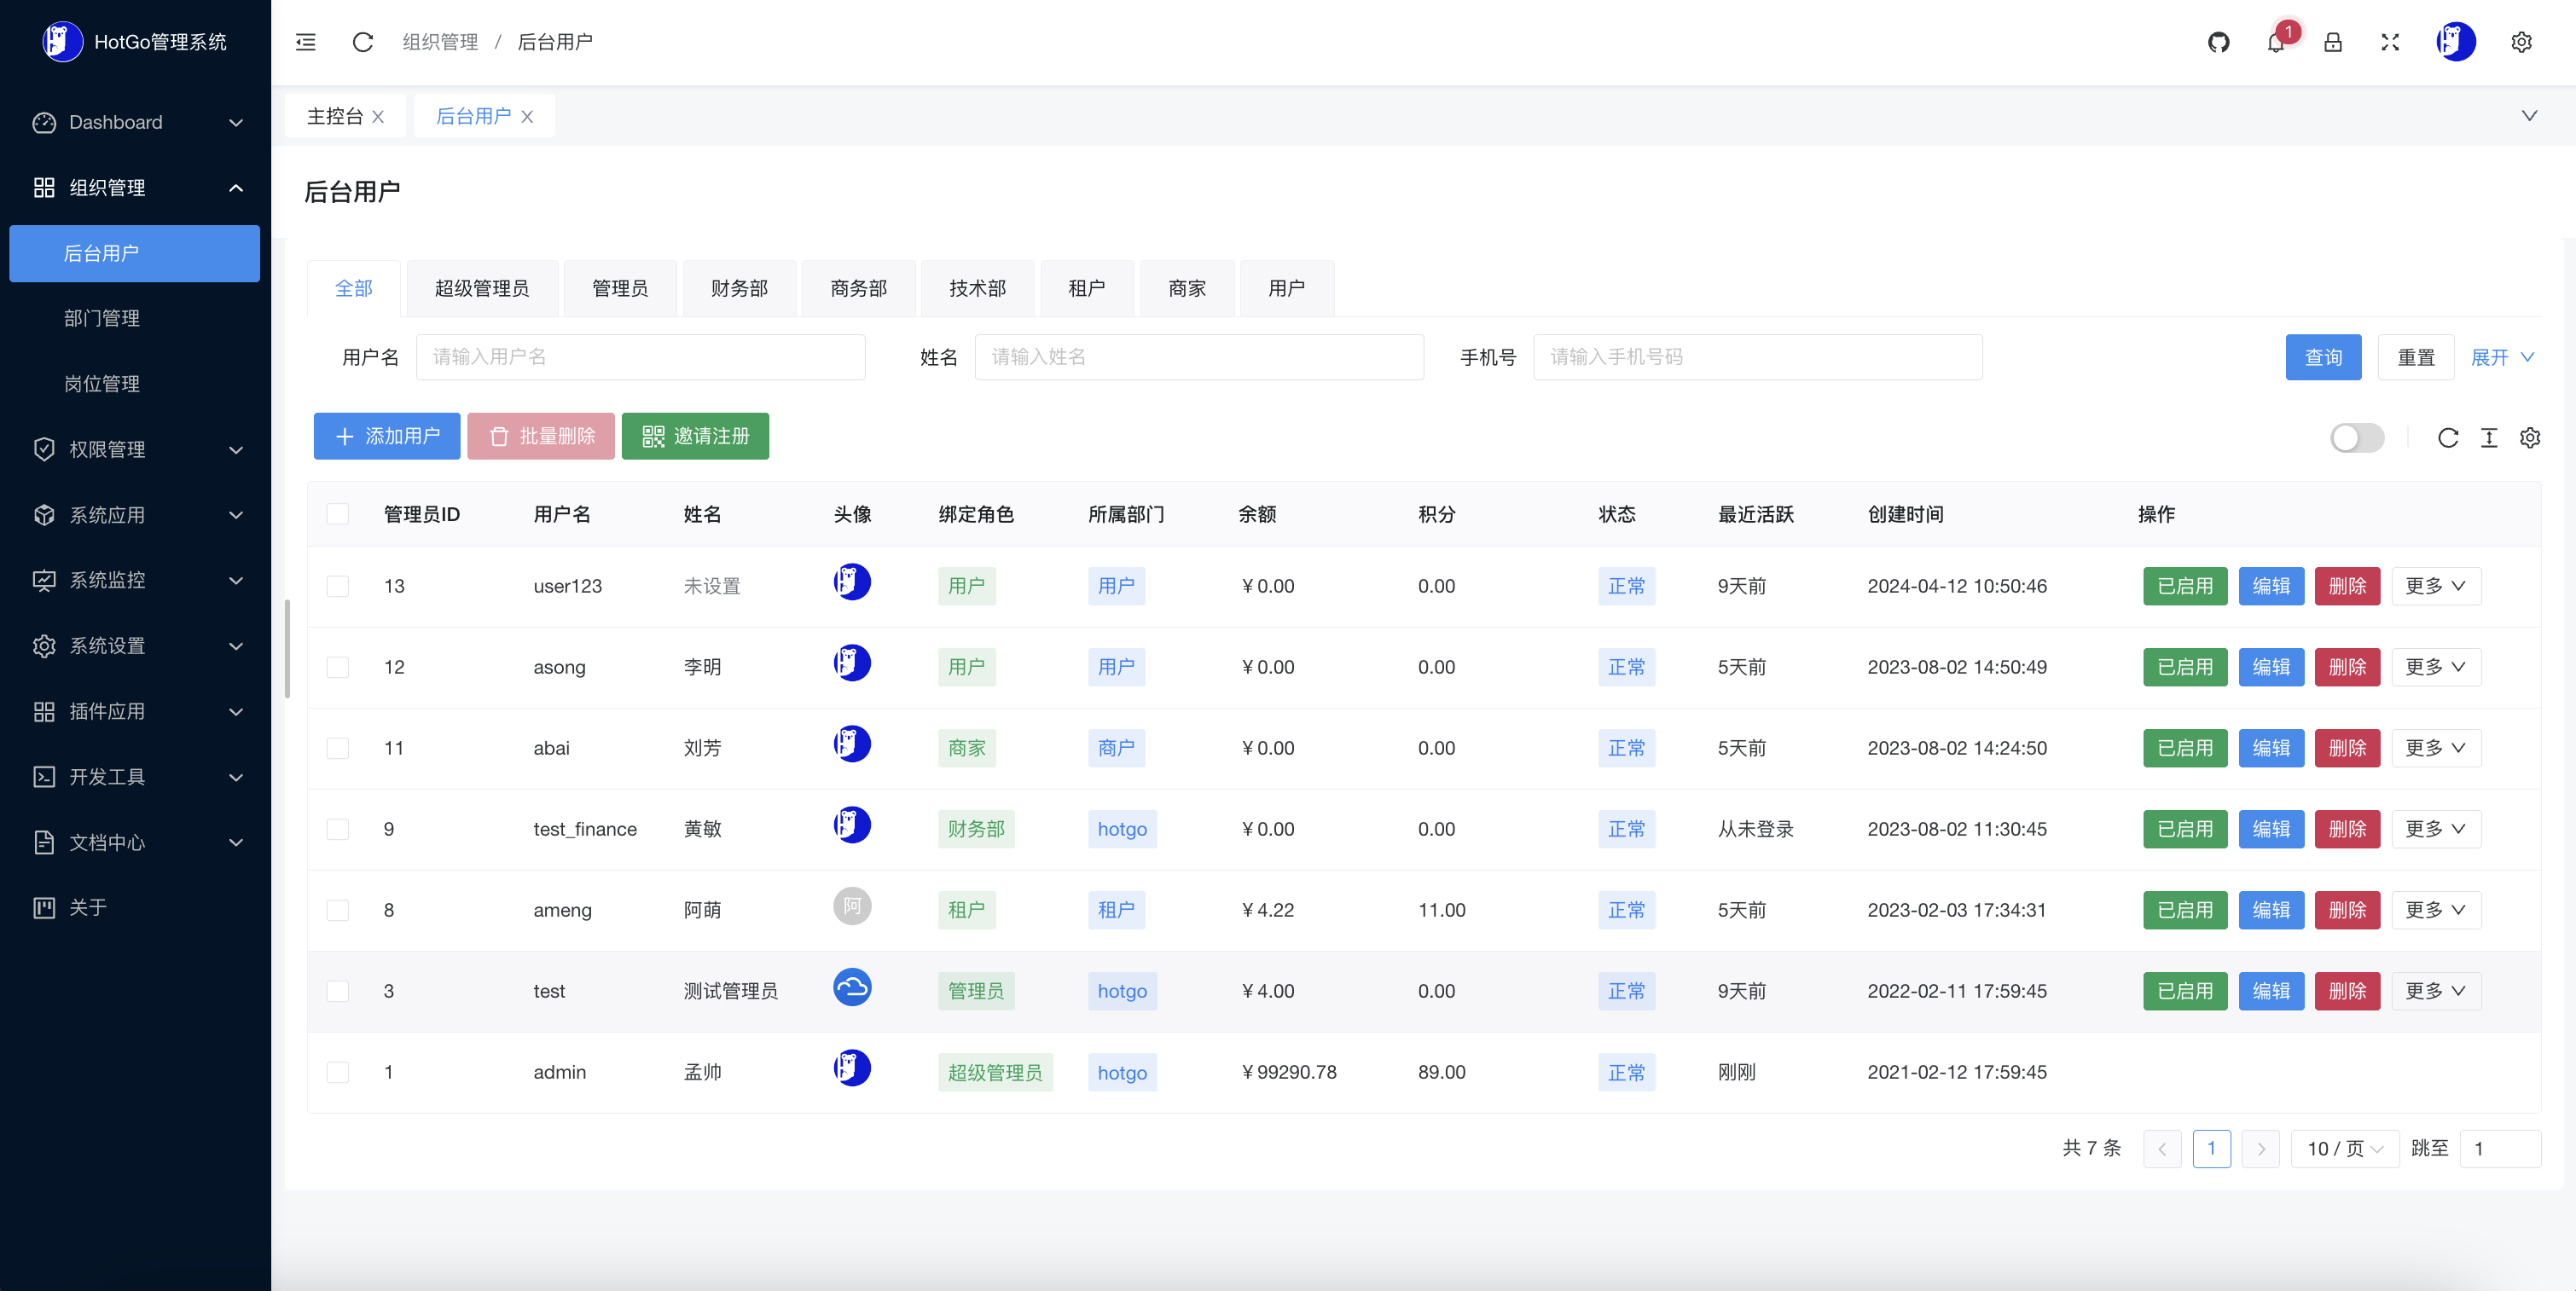 HotGo管理系统
组织管理 / 后台用户
1
Dashboard
组织管理
后台用户
部门管理
岗位管理
权限管理
系统应用
系统监控
系统设置
插件应用
开发工具
文档中心
关于
主控台 后台用户
后台用户
全部 超级管理员 管理员 财务部 商务部 技术部 租户 商家 用户
用户名 请输入用户名 姓名 请输入姓名 手机号 请输入手机号码 查询 重置 展开
添加用户 批量删除 邀请注册
管理员ID 用户名 姓名 头像 绑定角色 所属部门 余额 积分 状态 最近活跃 创建时间 操作
13 user123 未设置 用户 用户 ¥0.00 0.00 正常 9天前 2024-04-12 10:50:46 已启用 编辑 删除 更多
12 asong 李明 用户 用户 ¥0.00 0.00 正常 5天前 2023-08-02 14:50:49 已启用 编辑 删除 更多
11 abai 刘芳 商家 商户 ¥0.00 0.00 正常 5天前 2023-08-02 14:24:50 已启用 编辑 删除 更多
9 test_finance 黄敏 财务部 hotgo ¥0.00 0.00 正常 从未登录 2023-08-02 11:30:45 已启用 编辑 删除 更多
8 ameng 阿萌 阿 租户 租户 ¥4.22 11.00 正常 5天前 2023-02-03 17:34:31 已启用 编辑 删除 更多
3 test 测试管理员 管理员 hotgo ¥4.00 0.00 正常 9天前 2022-02-11 17:59:45 已启用 编辑 删除 更多
1 admin 孟帅 超级管理员 hotgo ¥99290.78 89.00 正常 刚刚 2021-02-12 17:59:45
共 7 条 1 10 / 页 跳至 1